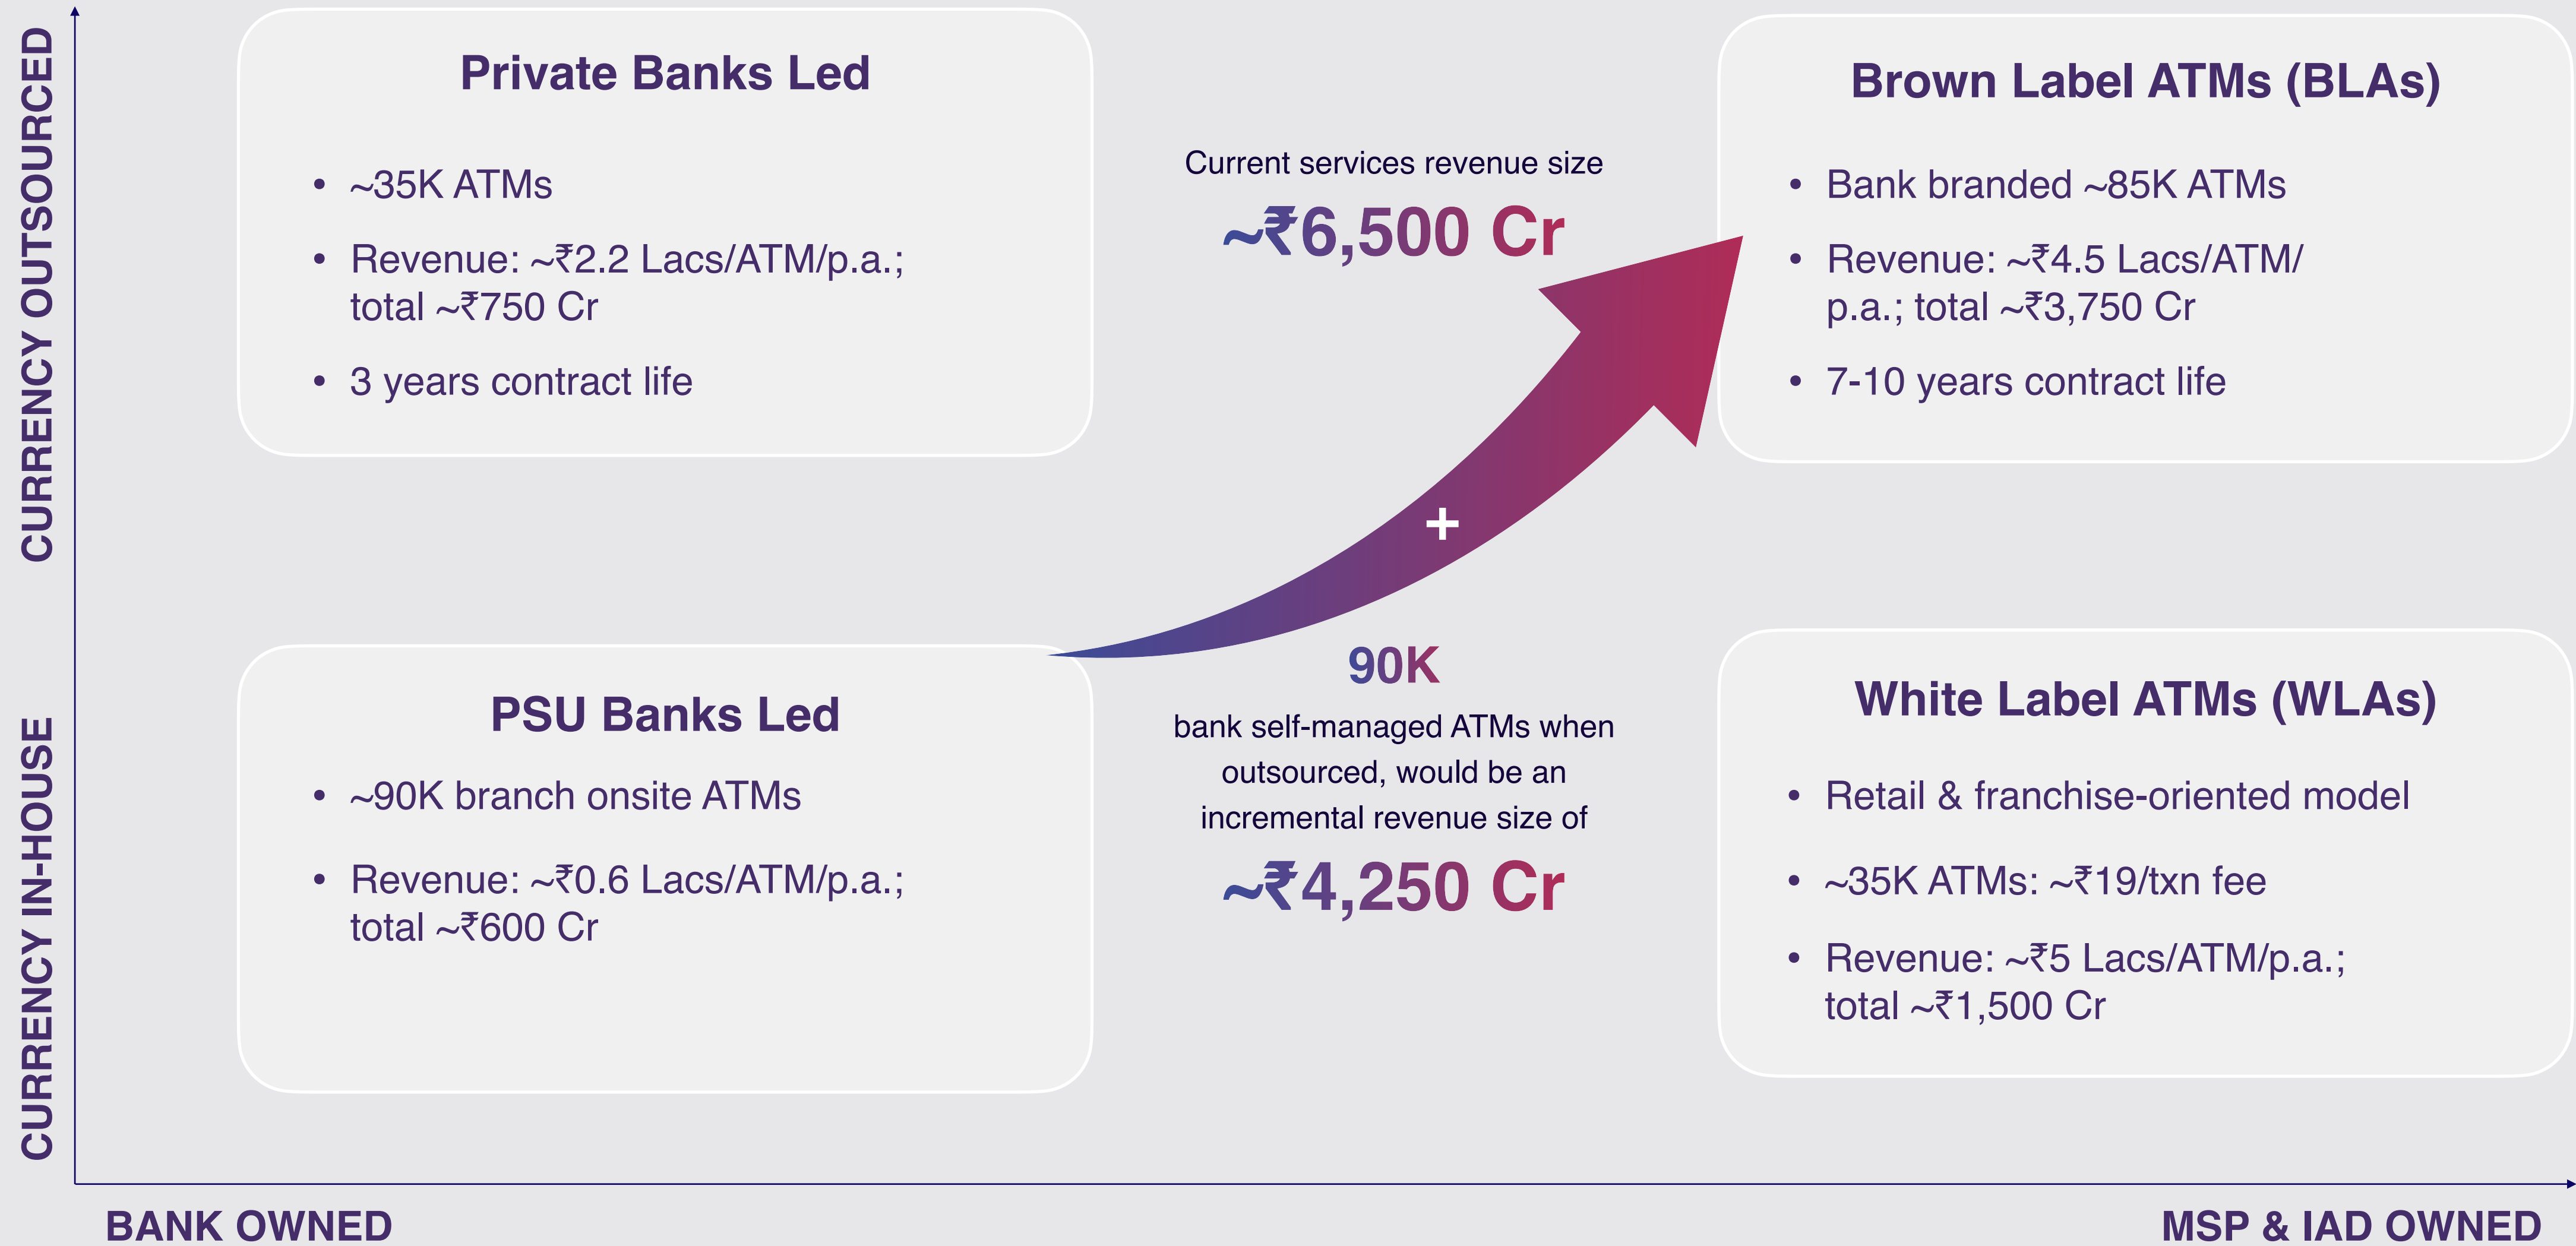 CURRENCY OUTSOURCED
CURRENCY IN-HOUSE
Private Banks Led
• ~35K ATMs
• Revenue: ~₹2.2 Lacs/ATM/p.a.;
total ~₹750 Cr
• 3 years contract life
Current services revenue size
~₹6,500 Cr
Brown Label ATMs (BLAs)
• Bank branded ~85K ATMs
• Revenue: ~₹4.5 Lacs/ATM/
p.a.; total ~₹3,750 Cr
• 7-10 years contract life
+
PSU Banks Led
• ~90K branch onsite ATMs
• Revenue: ~₹0.6 Lacs/ATM/p.a.;
total ~₹600 Cr
90K
bank self-managed ATMs when
outsourced, would be an
incremental revenue size of
~₹4,250 Cr
White Label ATMs (WLAs)
• Retail & franchise-oriented model
• ~35K ATMs: ~₹19/txn fee
• Revenue: ~₹5 Lacs/ATM/p.a.;
total ~₹1,500 Cr
BANK OWNED
MSP & IAD OWNED